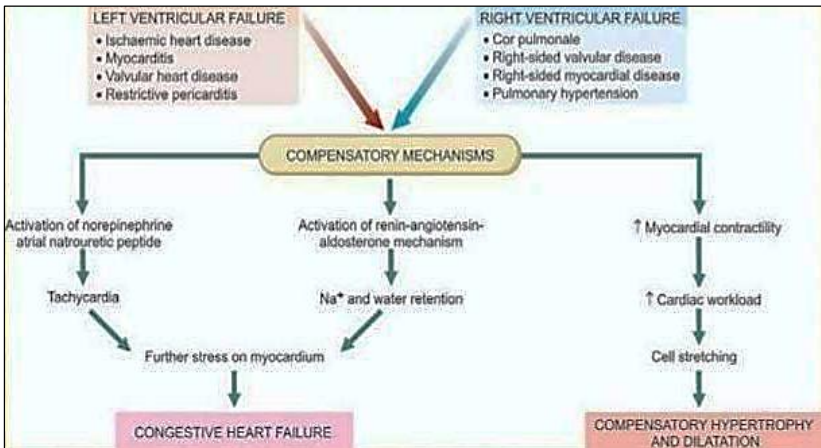 LEFT VENTRICULAR FAILURE
• Ischaemic heart disease
• Myocarditis
• Valvular heart disease
• Restrictive pericarditis
RIGHT VENTRICULAR FAILURE
• Cor pulmonale
• Right-sided valvular disease
• Right-sided myocardial disease
• Pulmonary hypertension
COMPENSATORY MECHANISMS
Activation of norepinephrine
atrial natrouretic peptide
Tachycardia
Activation of renin-angiotensin-
aldosterone mechanism
Na⁺ and water retention
Further stress on myocardium
CONGESTIVE HEART FAILURE
↑ Myocardial contractility
↑ Cardiac workload
Cell stretching
COMPENSATORY HYPERTROPHY
AND DILATATION